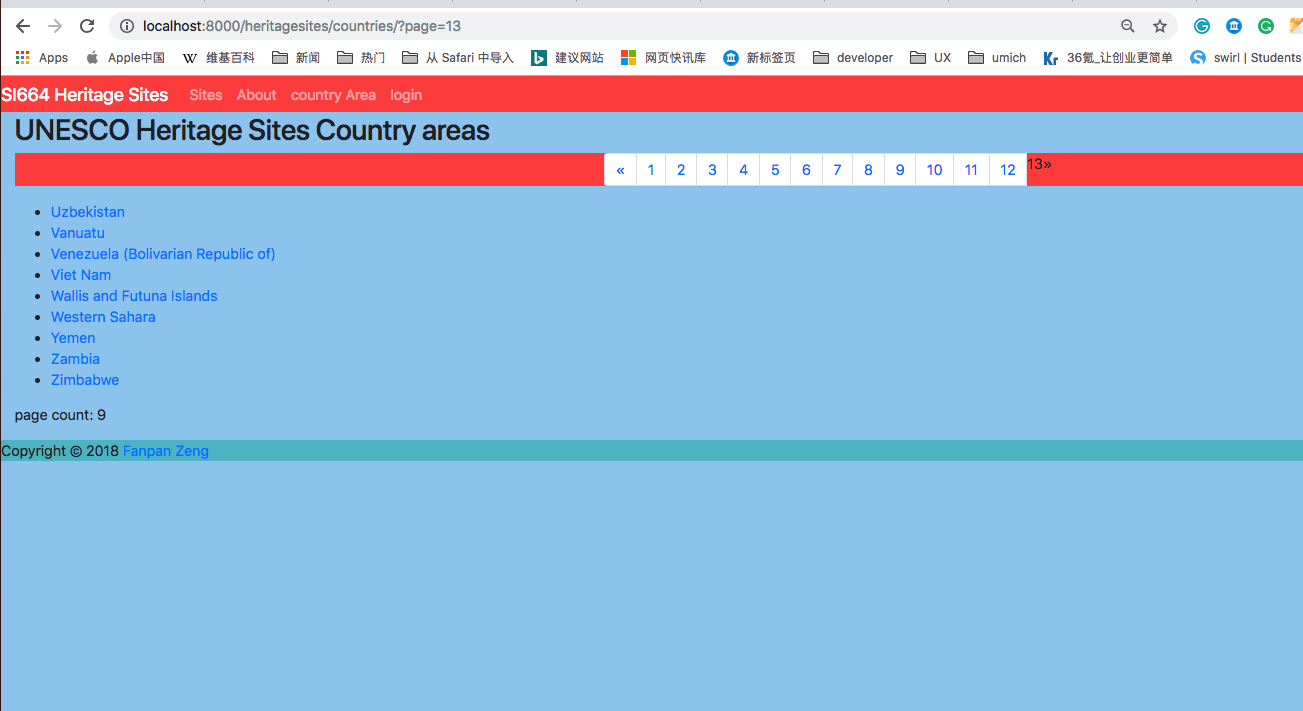 localhost:8000/heritagesites/countries/?page=13
Apps Apple中国 维基百科 新闻 热门 从 Safari 中导入 建议网站 网页快讯库 新标签页 developer UX umich 36氪_让创业更简单 swirl | Students
SI664 Heritage Sites Sites About country Area login
UNESCO Heritage Sites Country areas
« 1 2 3 4 5 6 7 8 9 10 11 12 13»
Uzbekistan
Vanuatu
Venezuela (Bolivarian Republic of)
Viet Nam
Wallis and Futuna Islands
Western Sahara
Yemen
Zambia
Zimbabwe
page count: 9
Copyright © 2018 Fanpan Zeng